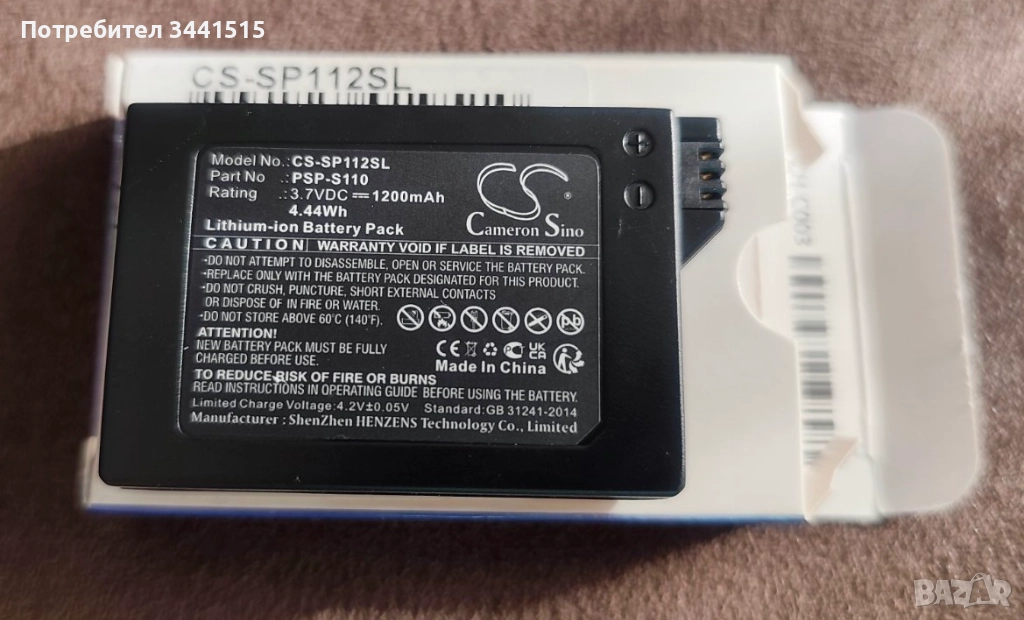 Потребител 3441515
CS-SP112SL
Model No.: CS-SP112SL
Part No : PSP-S110
Rating : 3.7VDC ⎓ 1200mAh
4.44Wh
Lithium-ion Battery Pack
CS
Cameron Sino
CAUTION WARRANTY VOID IF LABEL IS REMOVED
•DO NOT ATTEMPT TO DISASSEMBLE, OPEN OR SERVICE THE BATTERY PACK.
•REPLACE ONLY WITH THE BATTERY PACK DESIGNATED FOR THIS PRODUCT.
•DO NOT CRUSH, PUNCTURE, SHORT EXTERNAL CONTACTS
OR DISPOSE OF IN FIRE OR WATER.
•DO NOT STORE ABOVE 60°C (140°F).
Pb
ATTENTION!
NEW BATTERY PACK MUST BE FULLY
CHARGED BEFORE USE.
CE UKCA
Made In China
TO REDUCE RISK OF FIRE OR BURNS
READ INSTRUCTIONS IN OPERATING GUIDE BEFORE USING THE BATTERY.
Limited Charge Voltage:4.2V±0.05V Standard:GB 31241-2014
Manufacturer : ShenZhen HENZENS Technology Co., Limited
+
-
BAZAR